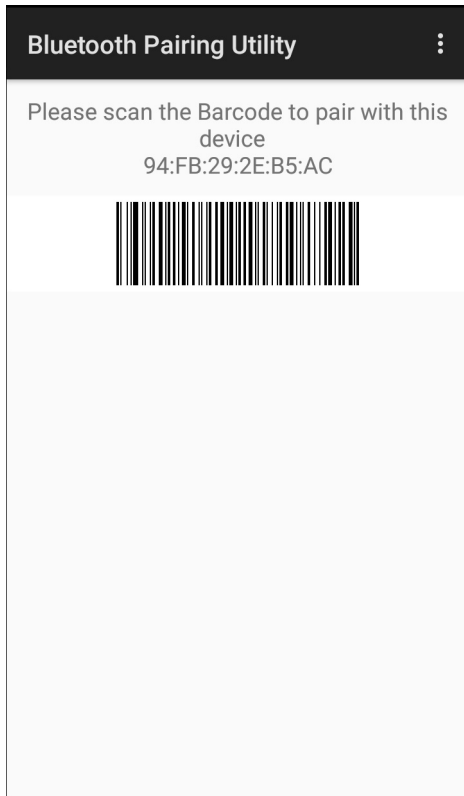 Bluetooth Pairing Utility
Please scan the Barcode to pair with this
device
94:FB:29:2E:B5:AC